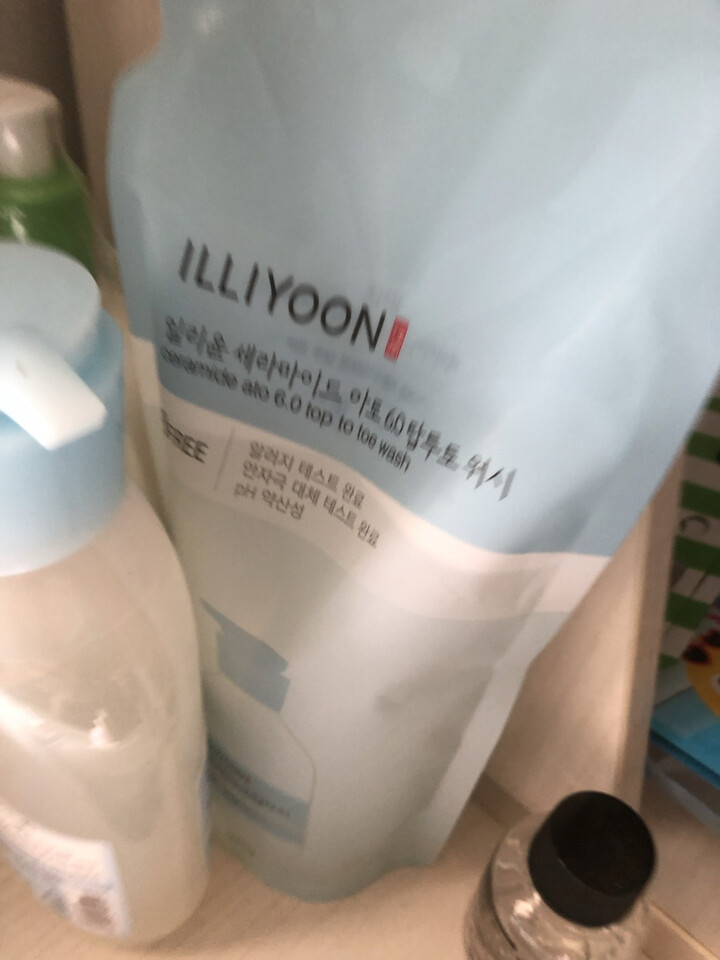 ILLIYOON
일리윤 세라마이드 아토 6.0 탑투토 워시
ceramide ato 6.0 top to toe wash
FREE
알러지 테스트 완료
안자극 대체 테스트 완료
pH 약산성